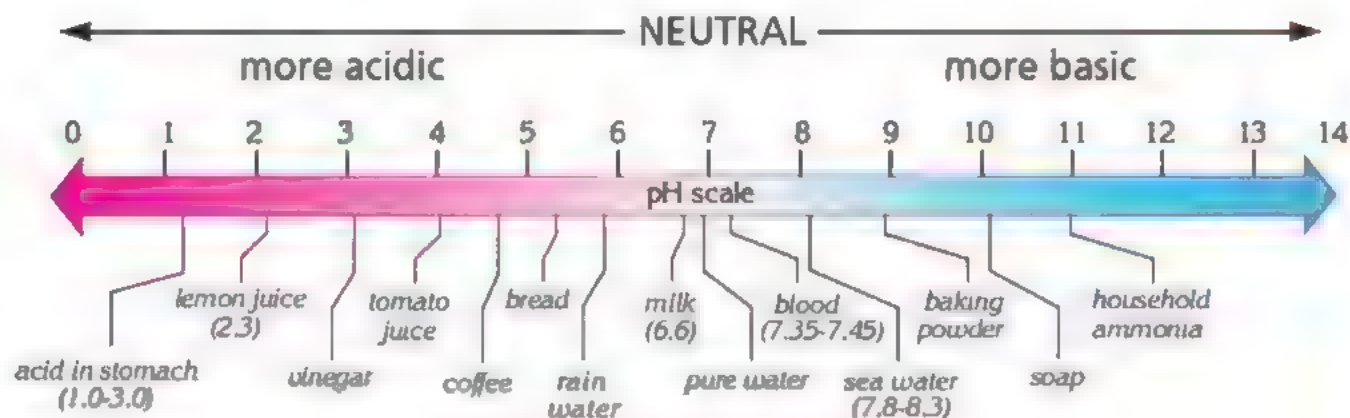 NEUTRAL
more acidic
more basic
0 1 2 3 4 5 6 7 8 9 10 11 12 13 14
pH scale
lemon juice
(2.3)
tomato
juice
bread
milk
(6.6)
blood
(7.35-7.45)
baking
powder
household
ammonia
acid in stomach
(1.0-3.0)
vinegar
coffee
rain
water
pure water
sea water
(7.8-8.3)
soap